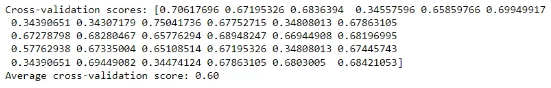 Cross-validation scores: [0.70617696 0.67195326 0.6836394  0.34557596 0.65859766 0.69949917
 0.34390651 0.34307179 0.75041736 0.67752715 0.34808013 0.67863105
 0.67278798 0.68280467 0.65776294 0.68948247 0.66944908 0.68196995
 0.57762938 0.67335004 0.65108514 0.67195326 0.34808013 0.67445743
 0.34390651 0.69449082 0.34474124 0.67863105 0.6803005  0.68421053]
Average cross-validation score: 0.60